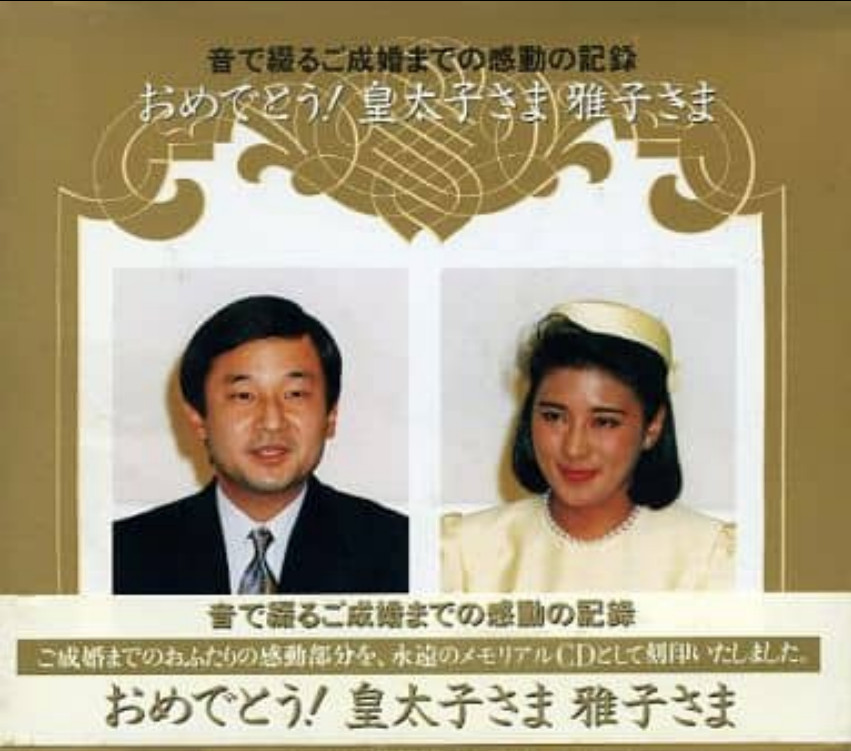 音で綴るご成婚までの感動の記録
おめでとう! 皇太子さま 雅子さま
音で綴るご成婚までの感動の記録
ご成婚までのおふたりの感動部分を、永遠のメモリアルCDとして刻印いたしました。
おめでとう! 皇太子さま 雅子さま